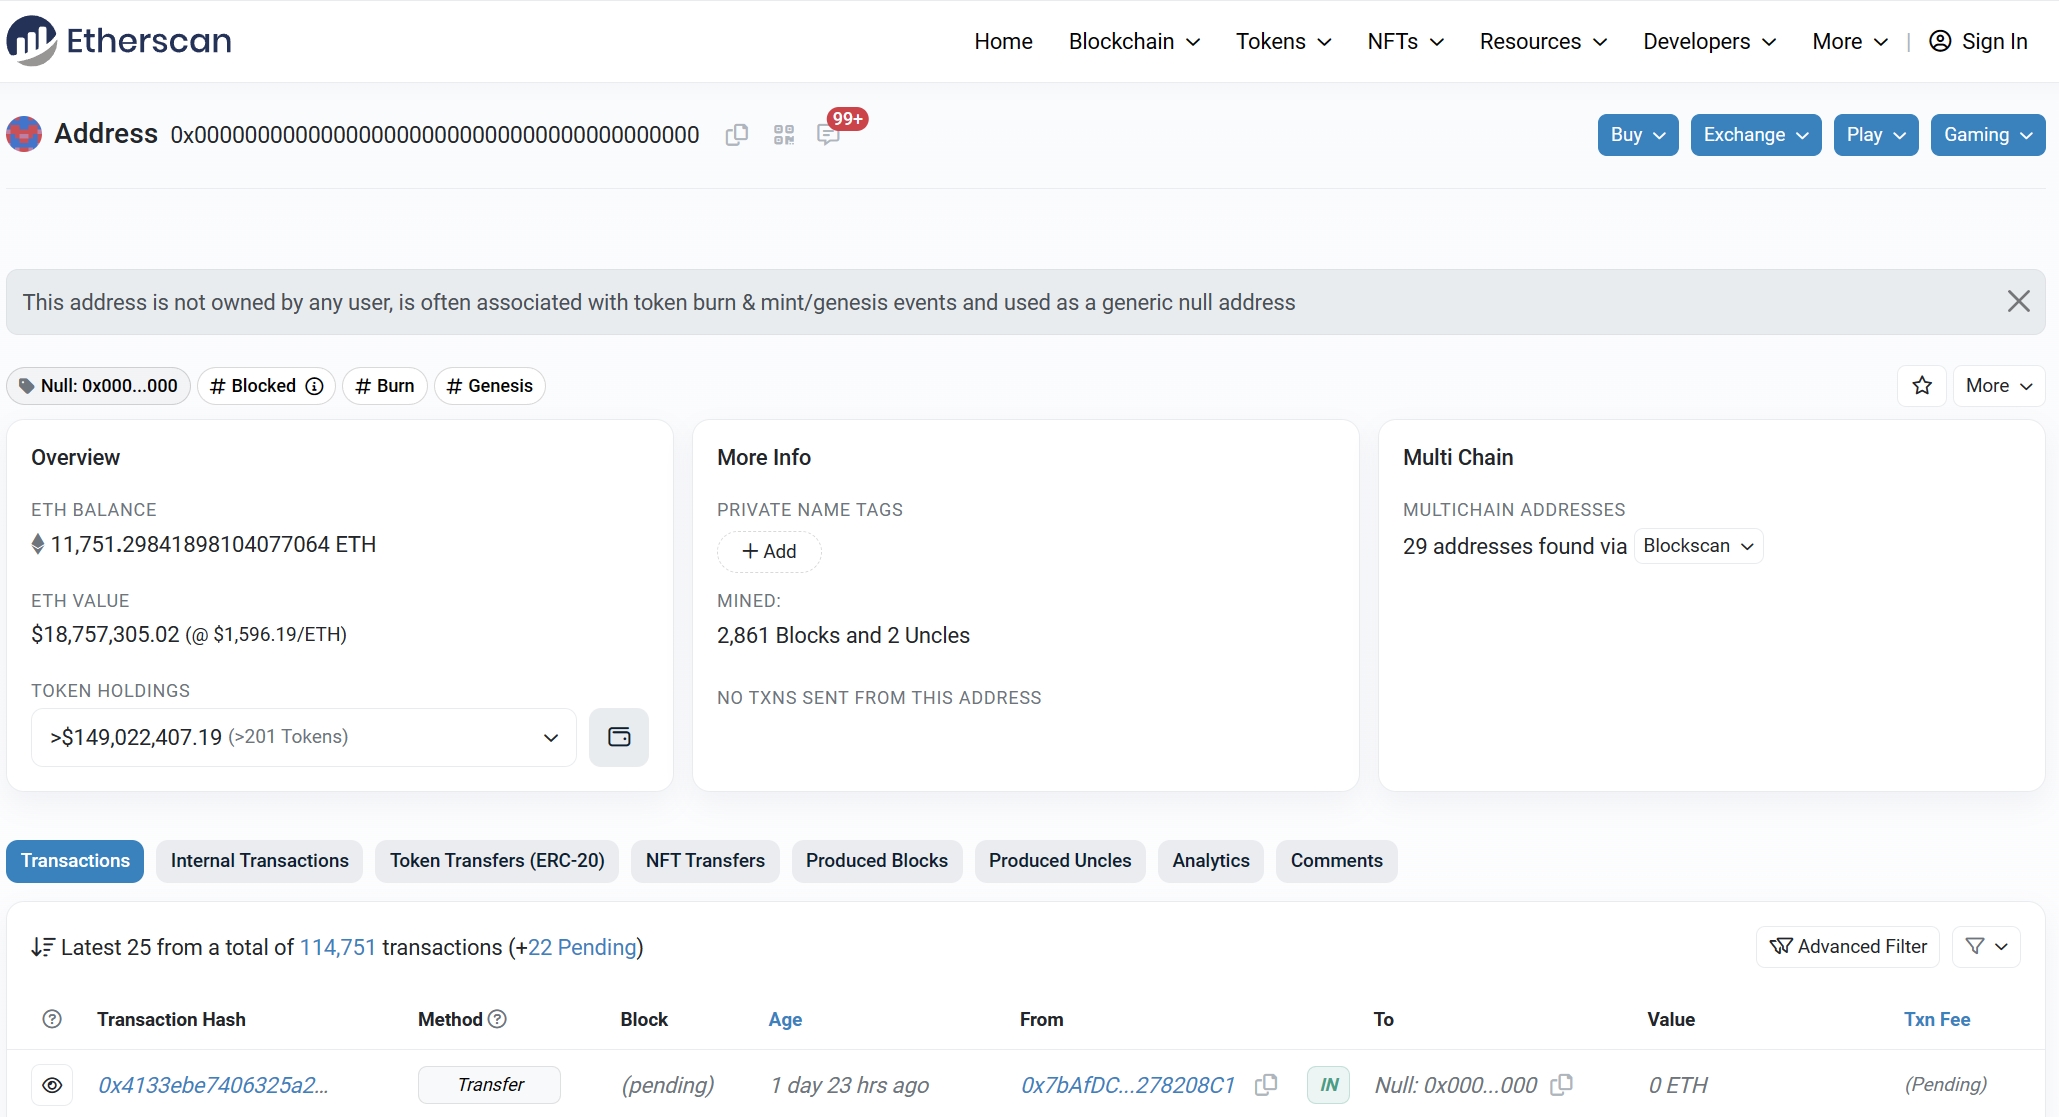 Etherscan
Home Blockchain Tokens NFTs Resources Developers More | Sign In
Address 0x0000000000000000000000000000000000000000 99+
Buy Exchange Play Gaming
This address is not owned by any user, is often associated with token burn & mint/genesis events and used as a generic null address
Null: 0x000...000 # Blocked # Burn # Genesis
More
Overview
ETH BALANCE
11,751.29841898104077064 ETH
ETH VALUE
$18,757,305.02 (@ $1,596.19/ETH)
TOKEN HOLDINGS
>$149,022,407.19 (>201 Tokens)
More Info
PRIVATE NAME TAGS
+ Add
MINED:
2,861 Blocks and 2 Uncles
NO TXNS SENT FROM THIS ADDRESS
Multi Chain
MULTICHAIN ADDRESSES
29 addresses found via Blockscan
Transactions Internal Transactions Token Transfers (ERC-20) NFT Transfers Produced Blocks Produced Uncles Analytics Comments
Latest 25 from a total of 114,751 transactions (+22 Pending)
Advanced Filter
Transaction Hash Method Block Age From To Value Txn Fee
0x4133ebe7406325a2... Transfer (pending) 1 day 23 hrs ago 0x7bAfDC...278208C1 IN Null: 0x000...000 0 ETH (Pending)